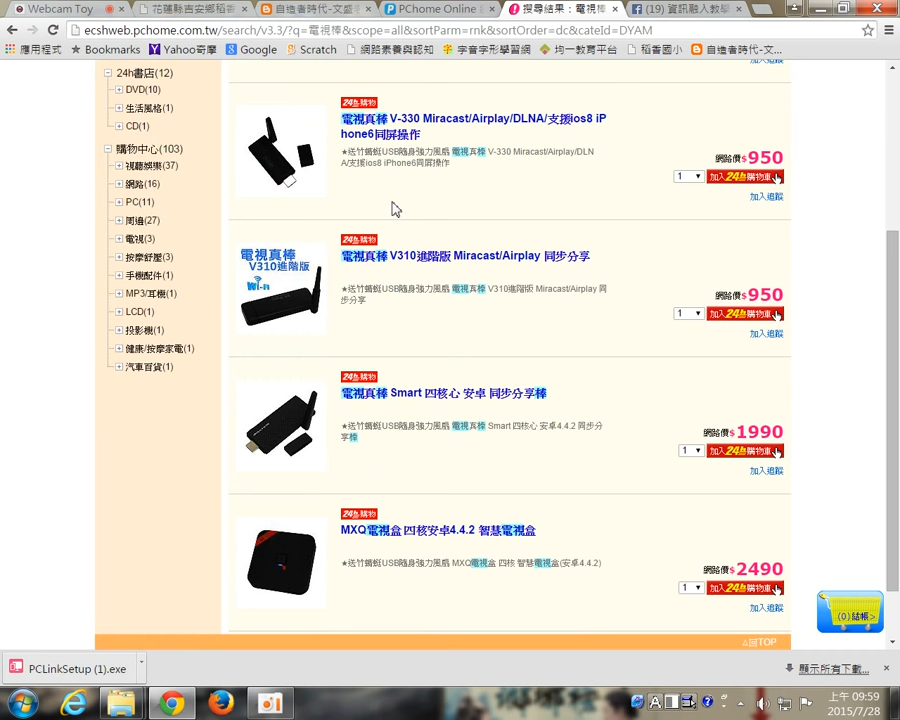 Webcam Toy
花蓮縣吉安鄉稻香
自造者時代-文盛
PChome Online
搜尋結果：電視棒
(19) 資訊融入教學
ecshweb.pchome.com.tw/search/v3.3/?q=電視棒&scope=all&sortParm=rnk&sortOrder=dc&cateId=DYAM
應用程式
Bookmarks
Yahoo奇摩
Google
Scratch
網路素養與認知
字音字形學習網
均一教育平台
稻香國小
自造者時代-文...
24h書店(12)
DVD(10)
生活風格(1)
CD(1)
購物中心(103)
視聽娛樂(37)
網路(16)
PC(11)
周邊(27)
電視(3)
按摩舒壓(3)
手機配件(1)
MP3/耳機(1)
LCD(1)
投影機(1)
健康/按摩家電(1)
汽車百貨(1)
加入追蹤
24h購物
電視真棒 V-330 Miracast/Airplay/DLNA/支援ios8 iP
hone6同屏操作
★送竹蜻蜓USB隨身強力風扇 電視真棒 V-330 Miracast/Airplay/DLN
A/支援ios8 iPhone6同屏操作
網路價$950
1
加入24h購物車
加入追蹤
電視真棒
V310進階版
Wi-Fi
24h購物
電視真棒 V310進階版 Miracast/Airplay 同步分享
★送竹蜻蜓USB隨身強力風扇 電視真棒 V310進階版 Miracast/Airplay 同
步分享
網路價$950
1
加入24h購物車
加入追蹤
24h購物
電視真棒 Smart 四核心 安卓 同步分享棒
★送竹蜻蜓USB隨身強力風扇 電視真棒 Smart 四核心 安卓4.4.2 同步分
享棒
網路價$1990
1
加入24h購物車
加入追蹤
24h購物
MXQ電視盒 四核安卓4.4.2 智慧電視盒
★送竹蜻蜓USB隨身強力風扇 MXQ電視盒 四核 智慧電視盒(安卓4.4.2)
網路價$2490
1
加入24h購物車
加入追蹤
(0)結帳>
△回TOP
PCLinkSetup (1).exe
顯示所有下載...
上午 09:59
2015/7/28